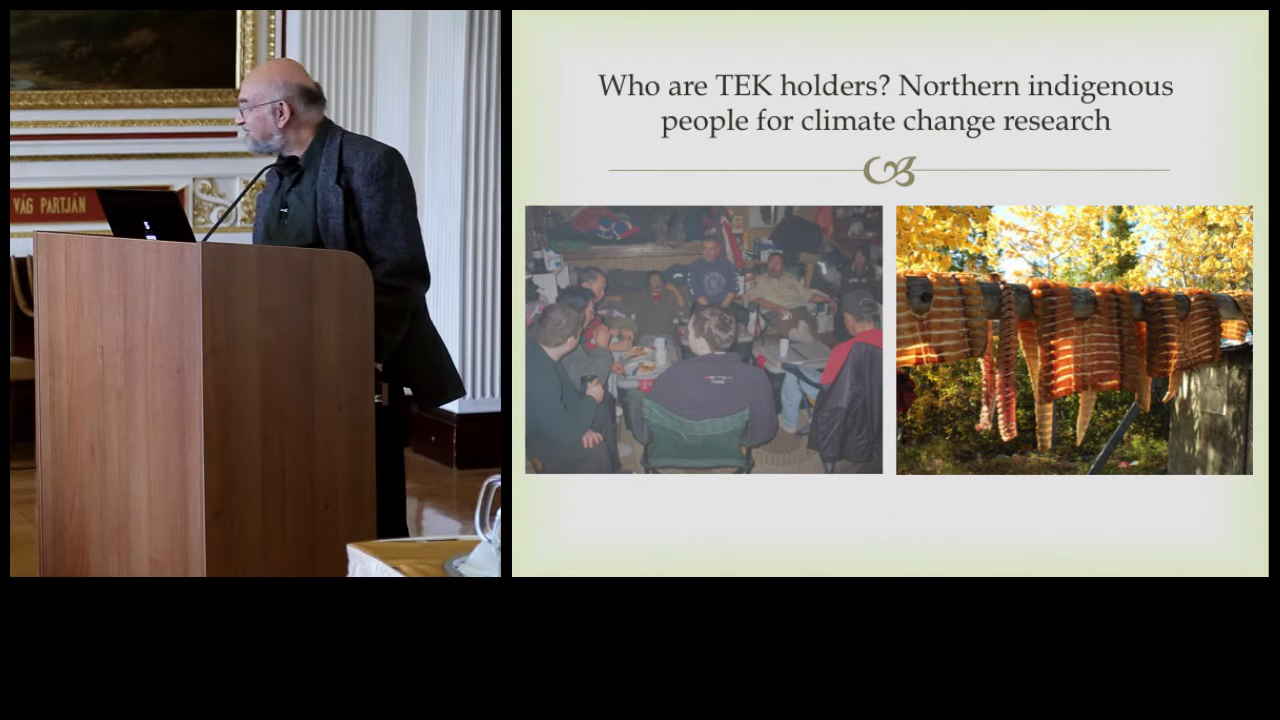 VÁG PARTJÁN
Who are TEK holders? Northern indigenous
people for climate change research